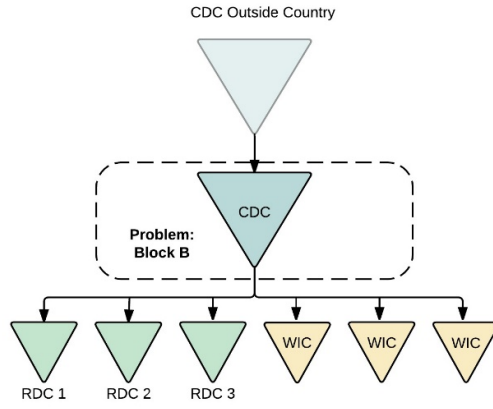 CDC Outside Country
CDC
Problem:
Block B
WIC
WIC
WIC
RDC 1
RDC 2
RDC 3